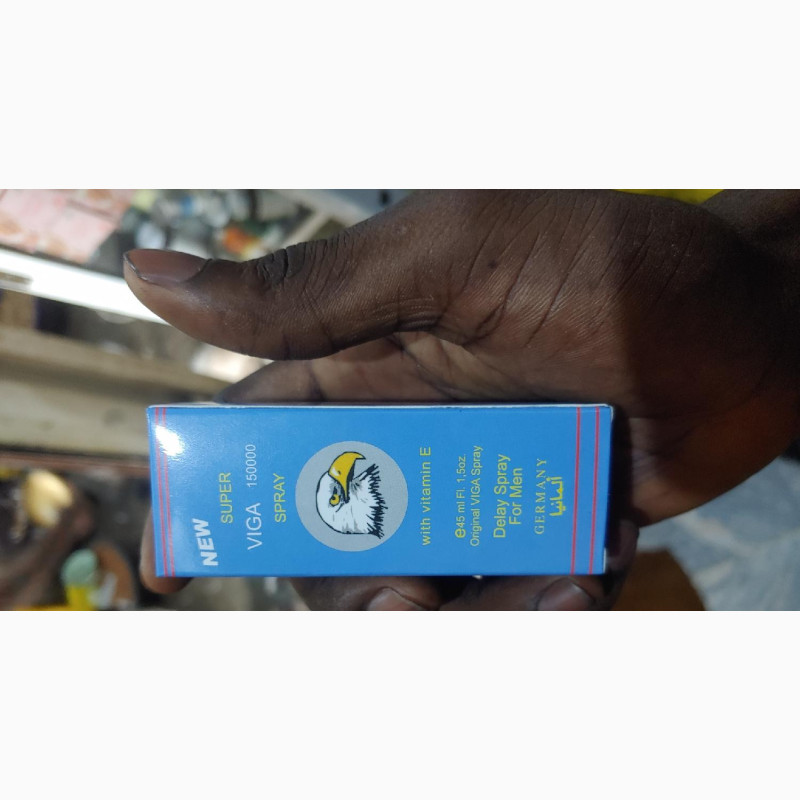 NEW
SUPER
VIGA 150000
SPRAY
with vitamin E
e45 ml Fl. 1,5oz.
Original VIGA Spray
Delay Spray
For Men
GERMANY
ألمانيا